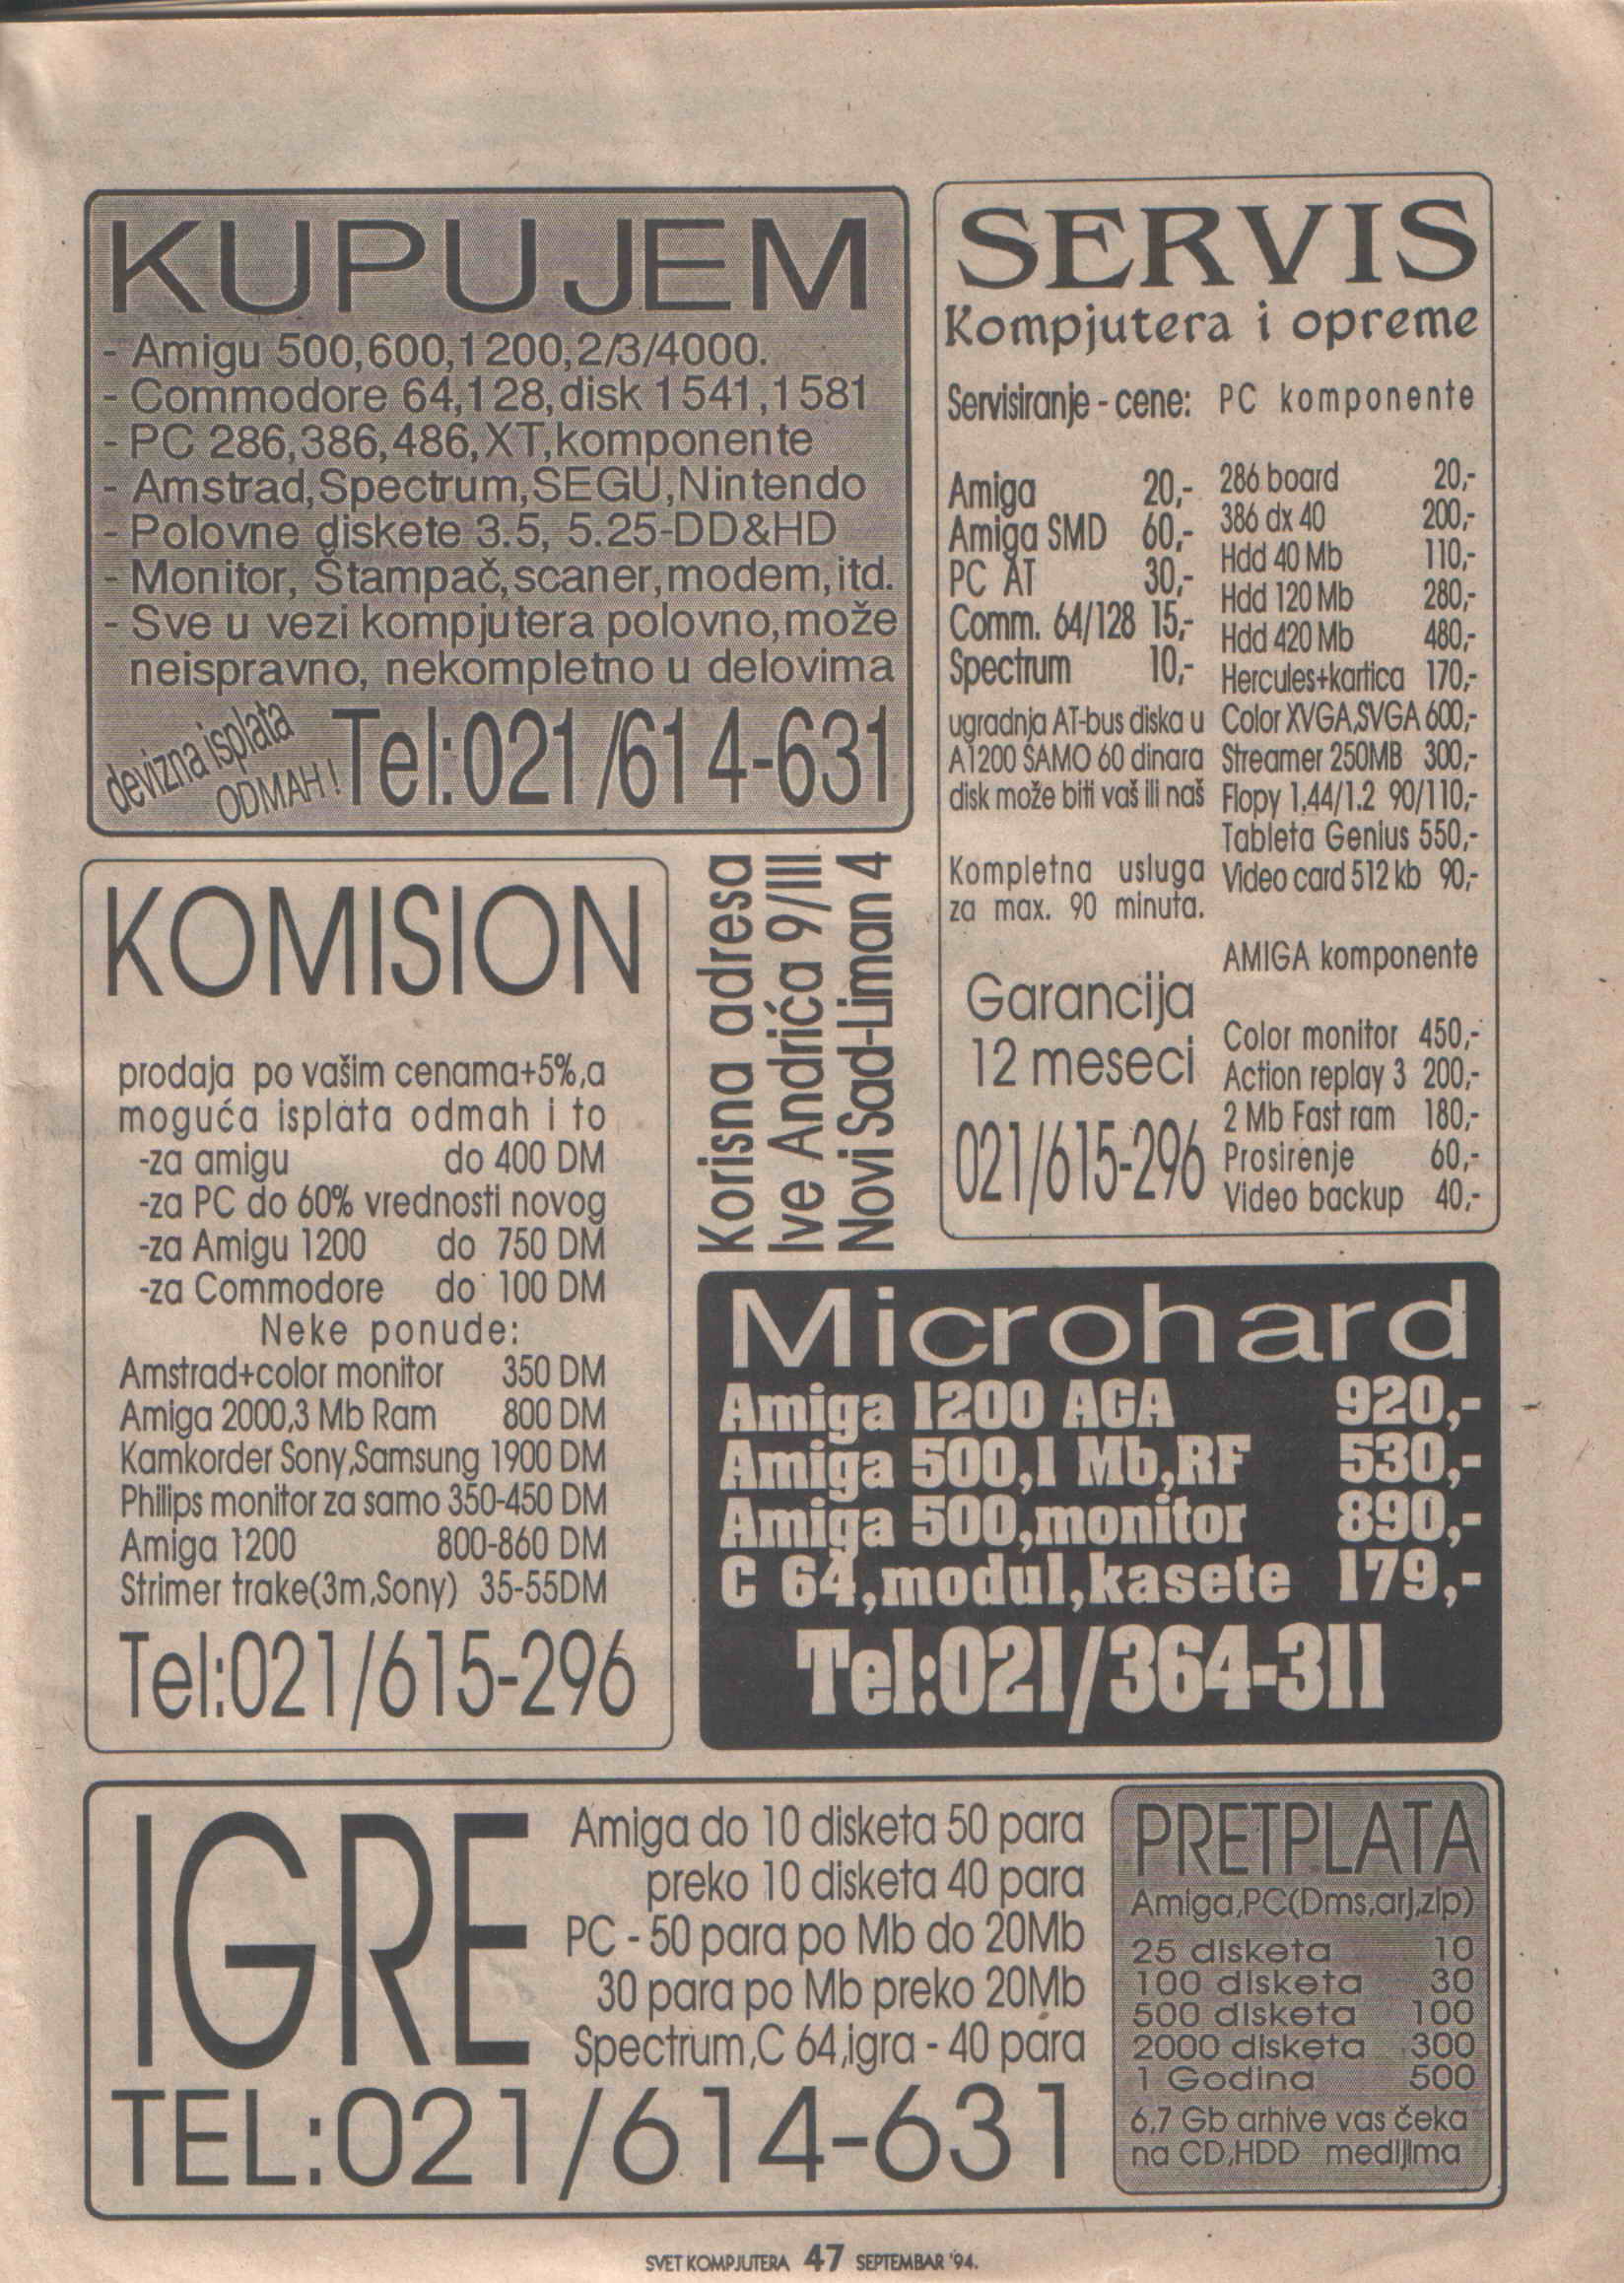 KUPUJEM
- Amigu 500,600,1200,2/3/4000.
- Commodore 64,128,disk 1541,1581
- PC 286,386,486,XT,komponente
- Amstrad,Spectrum,SEGU,Nintendo
- Polovne diskete 3.5, 5.25-DD&HD
- Monitor, Štampač,scaner,modem,itd.
- Sve u vezi kompjutera polovno,može
neispravno, nekompletno u delovima
devizna isplata
ODMAH!
Tel:021/614-631
SERVIS
Kompjutera i opreme
Servisiranje - cene:
Amiga 20,-
Amiga SMD 60,-
PC AT 30,-
Comm. 64/128 15,-
Spectrum 10,-
ugradnja AT-bus diska u
A1200 SAMO 60 dinara
disk može biti vaš ili naš
Kompletna usluga
za max. 90 minuta.
Garancija
12 meseci
021/615-296
PC komponente
286 board 20,-
386 dx 40 200,-
Hdd 40 Mb 110,-
Hdd 120 Mb 280,-
Hdd 420 Mb 480,-
Hercules+kartica 170,-
Color XVGA,SVGA 600,-
Streamer 250MB 300,-
Flopy 1,44/1.2 90/110,-
Tableta Genius 550,-
Video card 512 kb 90,-
AMIGA komponente
Color monitor 450,-
Action replay 3 200,-
2 Mb Fast ram 180,-
Prosirenje 60,-
Video backup 40,-
KOMISION
prodaja po vašim cenama+5%,a
moguća isplata odmah i to
-za amigu do 400 DM
-za PC do 60% vrednosti novog
-za Amigu 1200 do 750 DM
-za Commodore do 100 DM
Neke ponude:
Amstrad+color monitor 350 DM
Amiga 2000,3 Mb Ram 800 DM
Kamkorder Sony,Samsung 1900 DM
Philips monitor za samo 350-450 DM
Amiga 1200 800-860 DM
Strimer trake(3m,Sony) 35-55DM
Tel:021/615-296
Korisna adresa
Ive Andrića 9/III
Novi Sad-Liman 4
Microhard
Amiga 1200 AGA 920,-
Amiga 500,1 Mb,RF 530,-
Amiga 500,monitor 890,-
C 64,modul,kasete 179,-
Tel:021/364-311
IGRE
Amiga do 10 disketa 50 para
preko 10 disketa 40 para
PC - 50 para po Mb do 20Mb
30 para po Mb preko 20Mb
Spectrum,C 64,igra - 40 para
TEL:021/614-631
PRETPLATA
Amiga,PC(Dms,arj,zip)
25 disketa 10
100 disketa 30
500 disketa 100
2000 disketa 300
1 Godina 500
6,7 Gb arhive vas čeka
na CD,HDD medijima
SVET KOMPJUTERA 47 SEPTEMBAR '94.